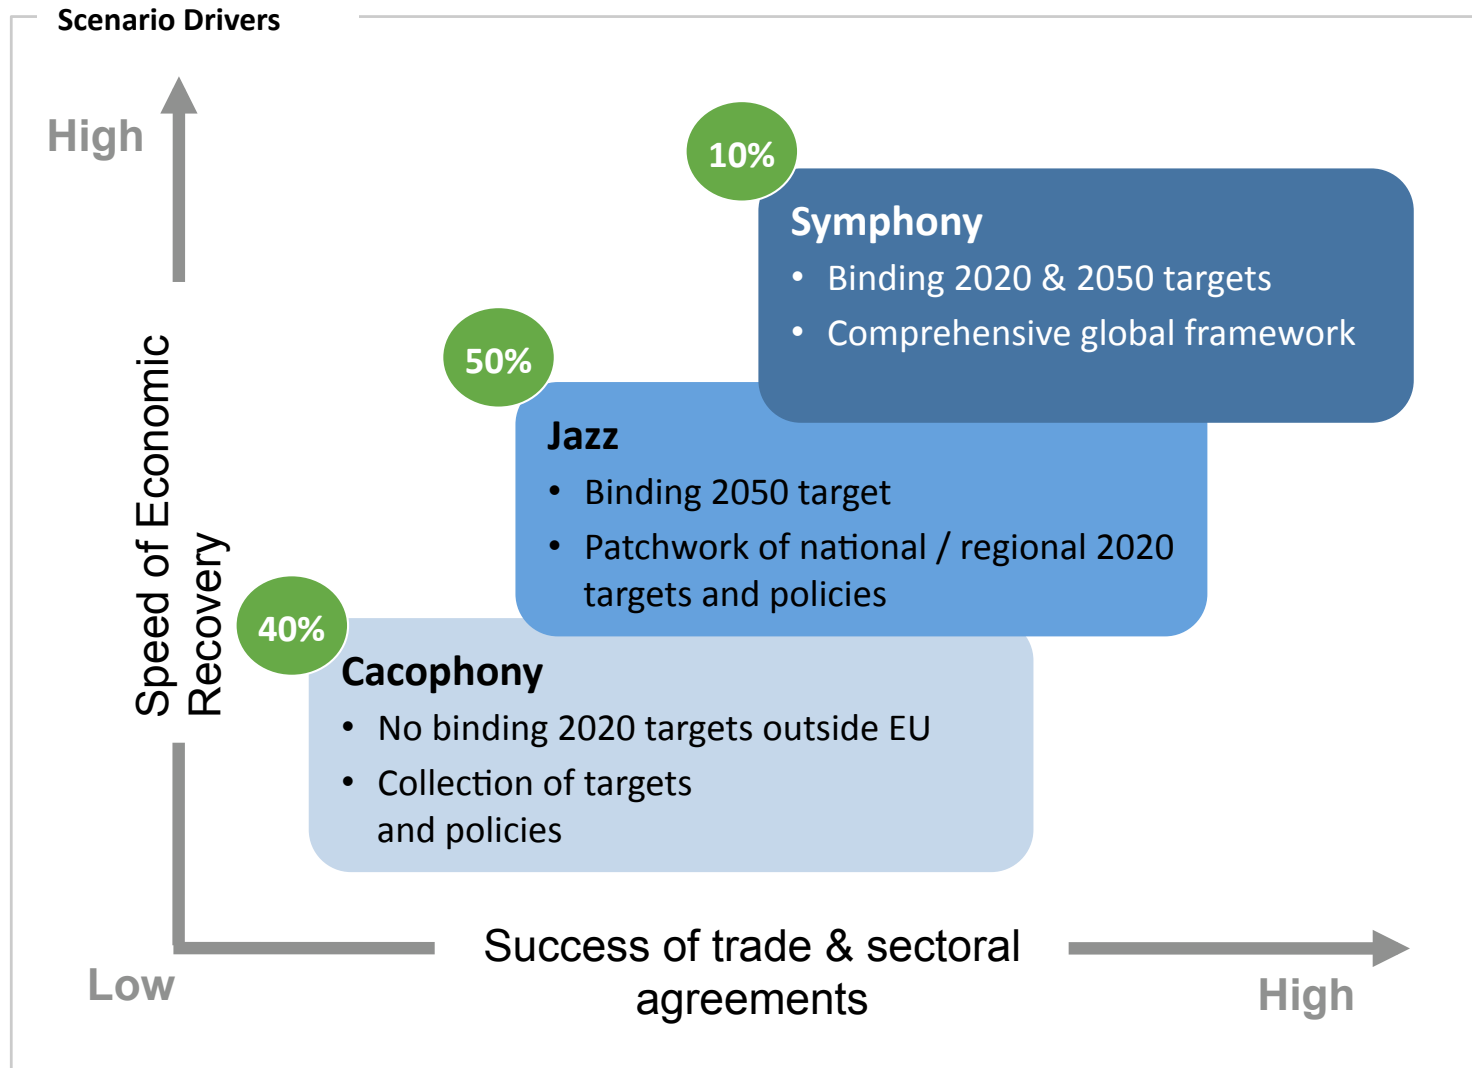 Scenario Drivers
High
10%
Symphony
• Binding 2020 & 2050 targets
• Comprehensive global framework
50%
Jazz
• Binding 2050 target
• Patchwork of national / regional 2020
targets and policies
40%
Cacophony
• No binding 2020 targets outside EU
• Collection of targets
and policies
Speed of Economic
Recovery
Low
Success of trade & sectoral
agreements
High